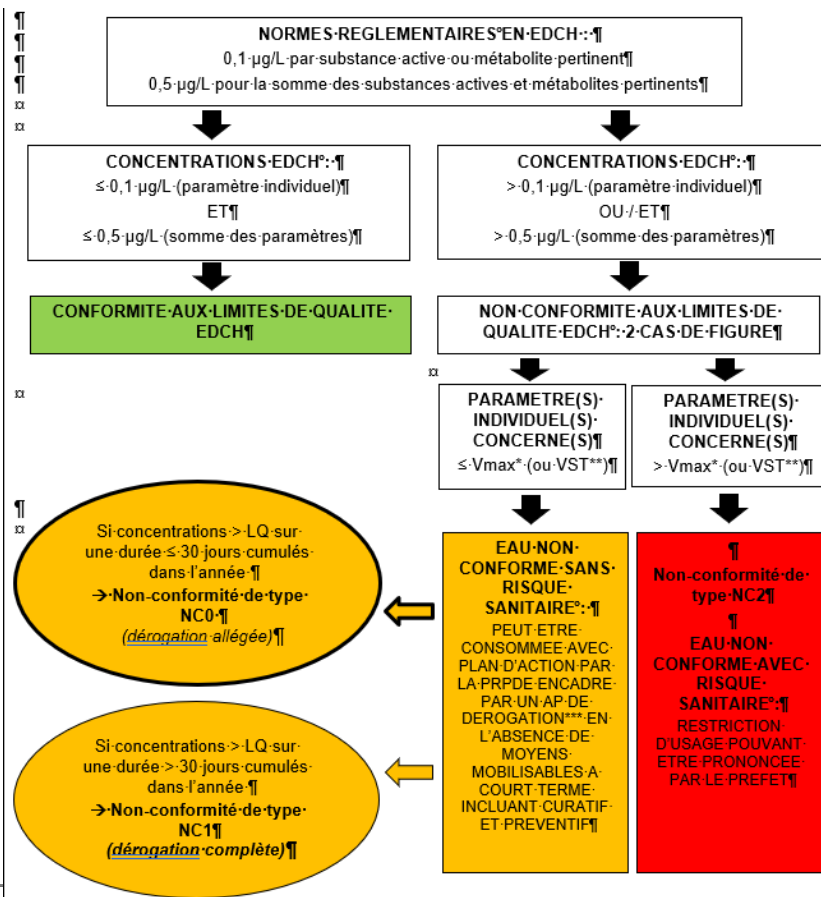 NORMES REGLEMENTAIRES°EN EDCH : ¶
0,1 µg/L par substance active ou métabolite pertinent¶
0,5 µg/L pour la somme des substances actives et métabolites pertinents¶
CONCENTRATIONS EDCH°: ¶
≤ 0,1 µg/L (paramètre individuel)¶
ET¶
≤ 0,5 µg/L (somme des paramètres)¶
CONCENTRATIONS EDCH°: ¶
> 0,1 µg/L (paramètre individuel)¶
OU / ET¶
> 0,5 µg/L (somme des paramètres)¶
CONFORMITE AUX LIMITES DE QUALITE
EDCH¶
NON CONFORMITE AUX LIMITES DE
QUALITE EDCH°: 2 CAS DE FIGURE¶
PARAMETRE(S)
INDIVIDUEL(S)
CONCERNE(S)¶
≤ Vmax* (ou VST**)¶
PARAMETRE(S)
INDIVIDUEL(S)
CONCERNE(S)¶
> Vmax* (ou VST**)¶
Si concentrations > LQ sur
une durée ≤ 30 jours cumulés
dans l'année ¶
→ Non-conformité de type
NC0 ¶
(dérogation allégée)¶
EAU NON
CONFORME SANS
RISQUE
SANITAIRE°: ¶
PEUT ETRE
CONSOMMEE AVEC
PLAN D'ACTION PAR
LA PRPDE ENCADRE
PAR UN AP DE
DEROGATION*** EN
L'ABSENCE DE
MOYENS
MOBILISABLES A
COURT TERME
INCLUANT CURATIF
ET PREVENTIF¶
¶
Non-conformité de
type NC2¶
¶
EAU NON
CONFORME AVEC
RISQUE
SANITAIRE°:¶
RESTRICTION
D'USAGE POUVANT
ETRE PRONONCEE
PAR LE PREFET¶
Si concentrations > LQ sur
une durée > 30 jours cumulés
dans l'année ¶
→ Non-conformité de type
NC1¶
(dérogation complète)¶